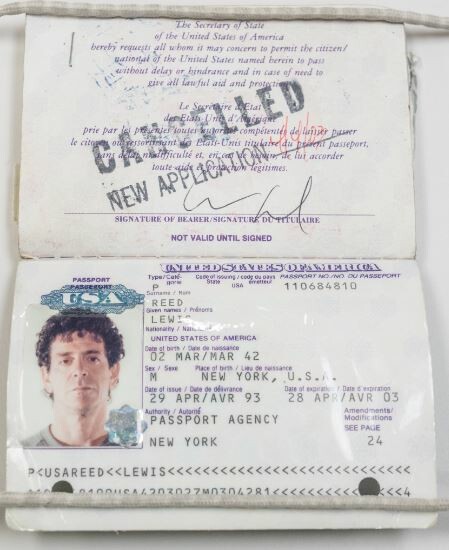 The Secretary of State
of the United States of America
hereby requests all whom it may concern to permit the citizen/
national of the United States named herein to pass
without delay or hindrance and in case of need to
give all lawful aid and protection.
Le Secrétaire d'Etat
des Etats-Unis d'Amérique
prie par les présentes toutes autorités compétentes de laisser passer
le citoyen ou ressortissant des Etats-Unis titulaire du présent passeport,
sans délai ni difficulté et, en cas de besoin, de lui accorder
toute aide et protection légitimes.
CANCELLED
NEW APPLICATION
SIGNATURE OF BEARER/SIGNATURE DU TITULAIRE
NOT VALID UNTIL SIGNED
UNITED STATES OF AMERICA
PASSPORT
PASSEPORT
USA
Type/Caté-
gorie
Code of issuing / code du pays
country émetteur
PASSPORT NO./NO. DU PASSEPORT
P USA 110684810
Surname / Nom
REED
Given names / Prénoms
LEWIS
Nationality / Nationalité
UNITED STATES OF AMERICA
Date of birth / Date de naissance
02 MAR/MAR 42
Sex / Sexe Place of birth / Lieu de naissance
M NEW YORK, U.S.A.
Date of issue / Date de délivrance Date of expiration / Date d'expiration
29 APR/AVR 93 28 APR/AVR 03
Authority / Autorité Amendments/
Modifications
PASSPORT AGENCY SEE PAGE
NEW YORK 24
P<USAREED<<LEWIS<<<<<<<<<<<<<<<<<<<<<<<<<<<<